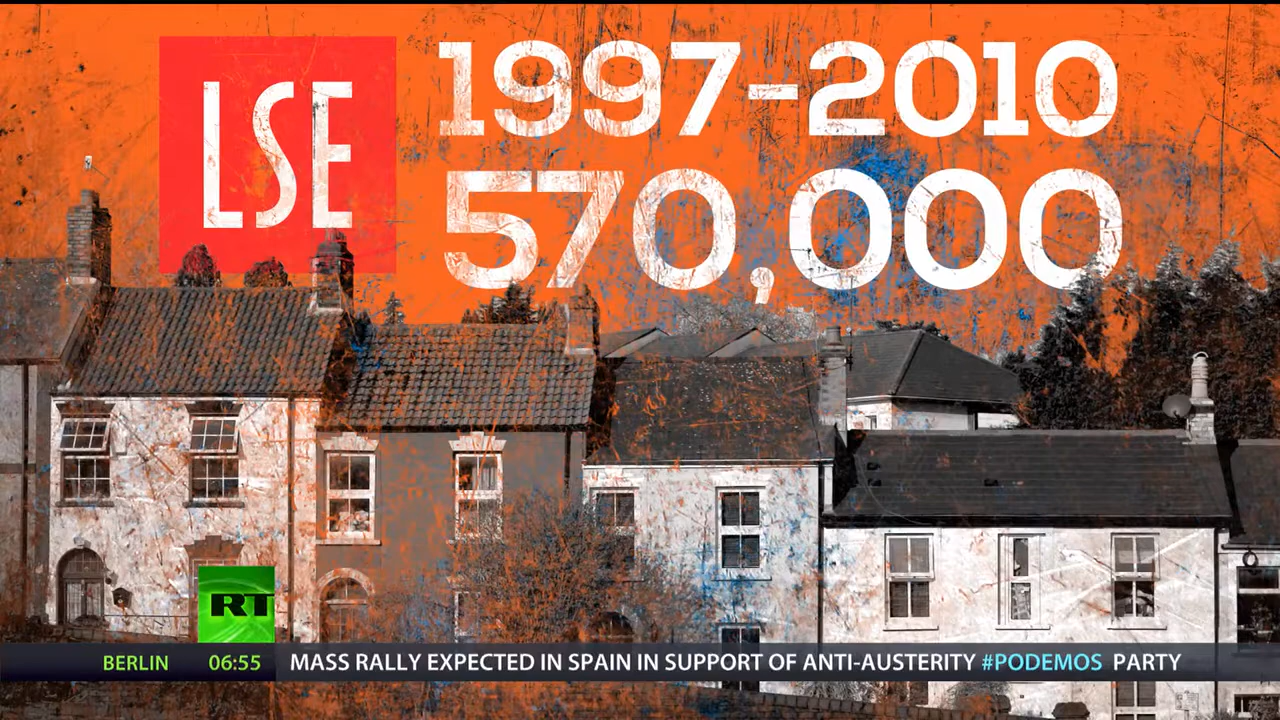 LSE
1997-2010
570,000
RT
BERLIN 06:55 MASS RALLY EXPECTED IN SPAIN IN SUPPORT OF ANTI-AUSTERITY #PODEMOS PARTY